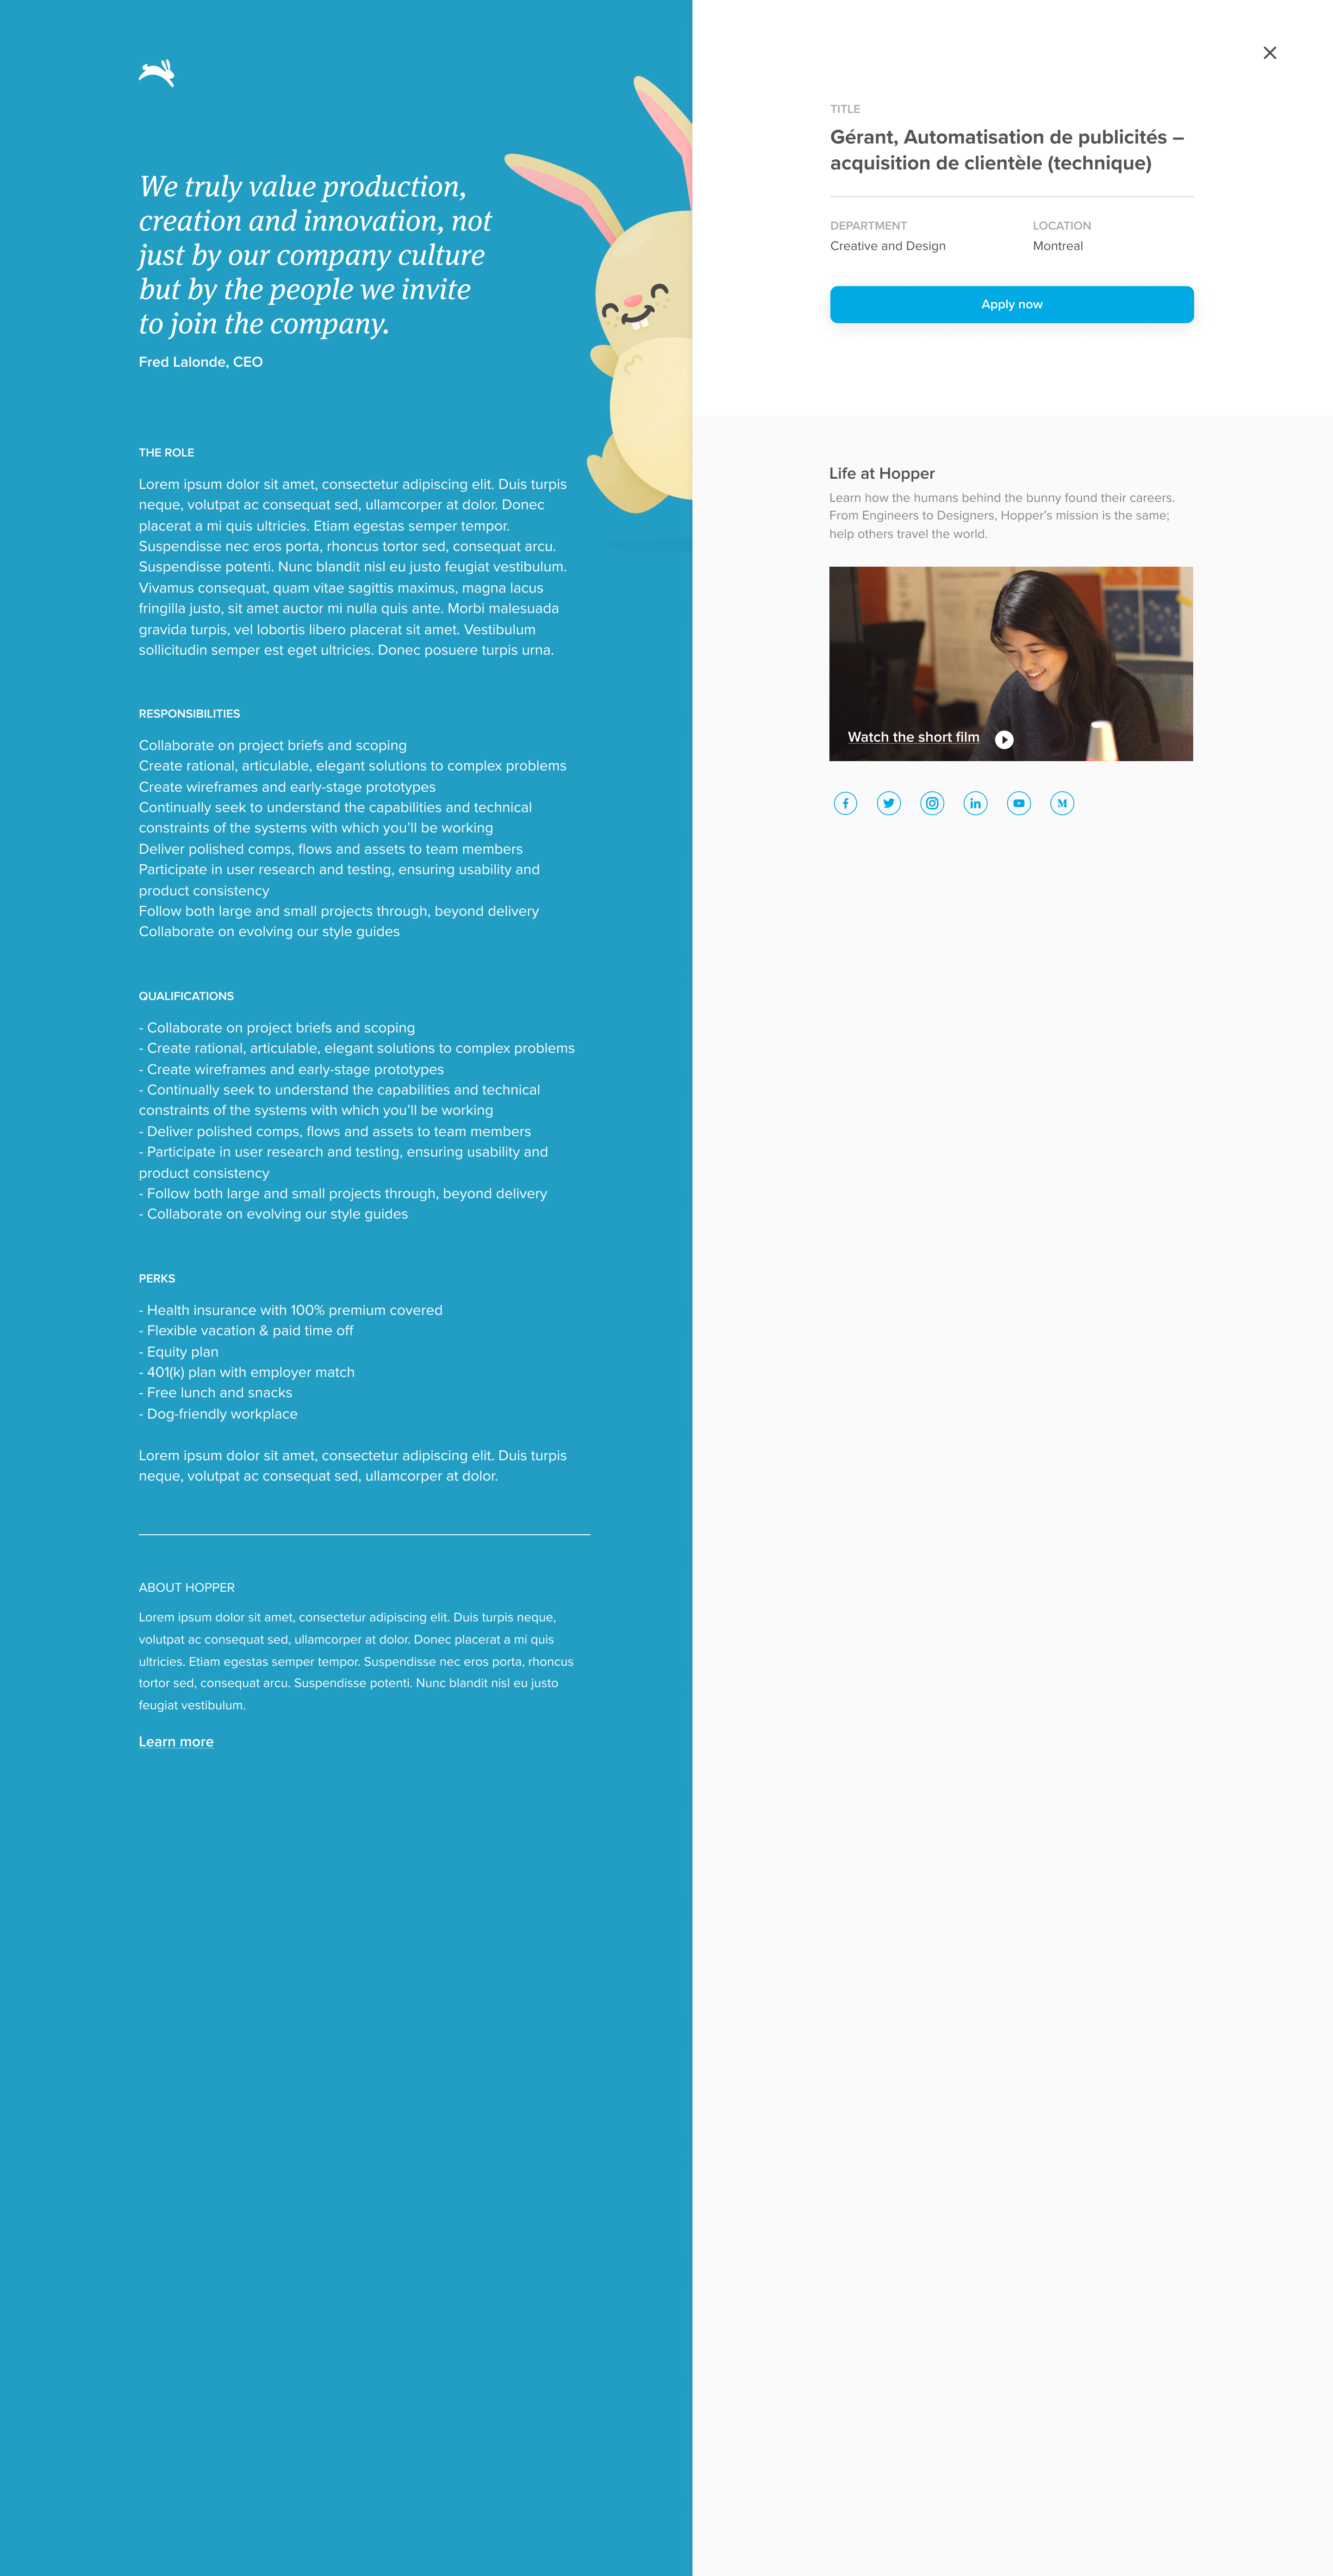 We truly value production,
creation and innovation, not
just by our company culture
but by the people we invite
to join the company.
Fred Lalonde, CEO
THE ROLE
Lorem ipsum dolor sit amet, consectetur adipiscing elit. Duis turpis
neque, volutpat ac consequat sed, ullamcorper at dolor. Donec
placerat a mi quis ultricies. Etiam egestas semper tempor.
Suspendisse nec eros porta, rhoncus tortor sed, consequat arcu.
Suspendisse potenti. Nunc blandit nisl eu justo feugiat vestibulum.
Vivamus consequat, quam vitae sagittis maximus, magna lacus
fringilla justo, sit amet auctor mi nulla quis ante. Morbi malesuada
gravida turpis, vel lobortis libero placerat sit amet. Vestibulum
sollicitudin semper est eget ultricies. Donec posuere turpis urna.
RESPONSIBILITIES
Collaborate on project briefs and scoping
Create rational, articulable, elegant solutions to complex problems
Create wireframes and early-stage prototypes
Continually seek to understand the capabilities and technical
constraints of the systems with which you’ll be working
Deliver polished comps, flows and assets to team members
Participate in user research and testing, ensuring usability and
product consistency
Follow both large and small projects through, beyond delivery
Collaborate on evolving our style guides
QUALIFICATIONS
- Collaborate on project briefs and scoping
- Create rational, articulable, elegant solutions to complex problems
- Create wireframes and early-stage prototypes
- Continually seek to understand the capabilities and technical
constraints of the systems with which you’ll be working
- Deliver polished comps, flows and assets to team members
- Participate in user research and testing, ensuring usability and
product consistency
- Follow both large and small projects through, beyond delivery
- Collaborate on evolving our style guides
PERKS
- Health insurance with 100% premium covered
- Flexible vacation & paid time off
- Equity plan
- 401(k) plan with employer match
- Free lunch and snacks
- Dog-friendly workplace
Lorem ipsum dolor sit amet, consectetur adipiscing elit. Duis turpis
neque, volutpat ac consequat sed, ullamcorper at dolor.
ABOUT HOPPER
Lorem ipsum dolor sit amet, consectetur adipiscing elit. Duis turpis neque,
volutpat ac consequat sed, ullamcorper at dolor. Donec placerat a mi quis
ultricies. Etiam egestas semper tempor. Suspendisse nec eros porta, rhoncus
tortor sed, consequat arcu. Suspendisse potenti. Nunc blandit nisl eu justo
feugiat vestibulum.
Learn more
TITLE
Gérant, Automatisation de publicités –
acquisition de clientèle (technique)
DEPARTMENT
Creative and Design
LOCATION
Montreal
Apply now
Life at Hopper
Learn how the humans behind the bunny found their careers.
From Engineers to Designers, Hopper’s mission is the same;
help others travel the world.
Watch the short film